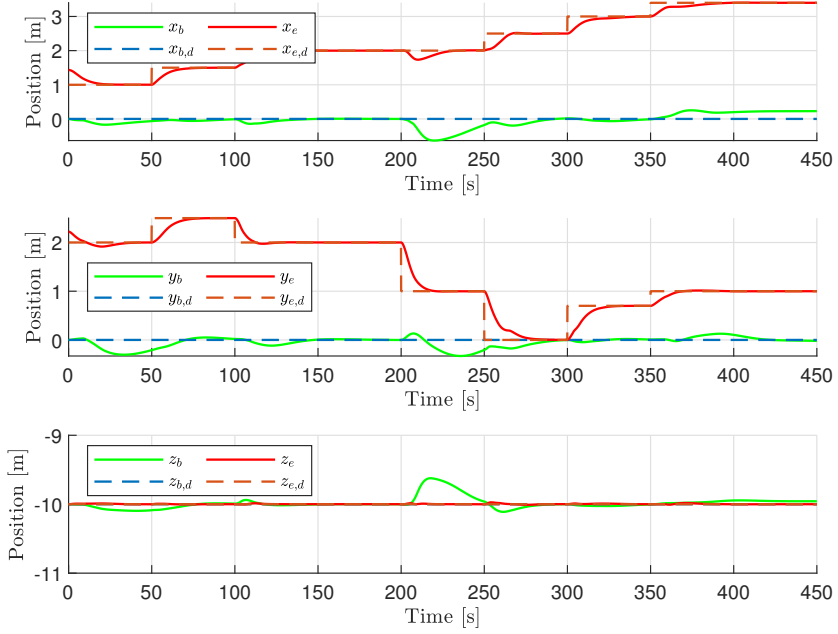 3
2
1
0
Position [m]
x_b x_e
x_{b,d} x_{e,d}
0 50 100 150 200 250 300 350 400 450
Time [s]
2
1
0
Position [m]
y_b y_e
y_{b,d} y_{e,d}
0 50 100 150 200 250 300 350 400 450
Time [s]
-9
-10
-11
Position [m]
z_b z_e
z_{b,d} z_{e,d}
0 50 100 150 200 250 300 350 400 450
Time [s]